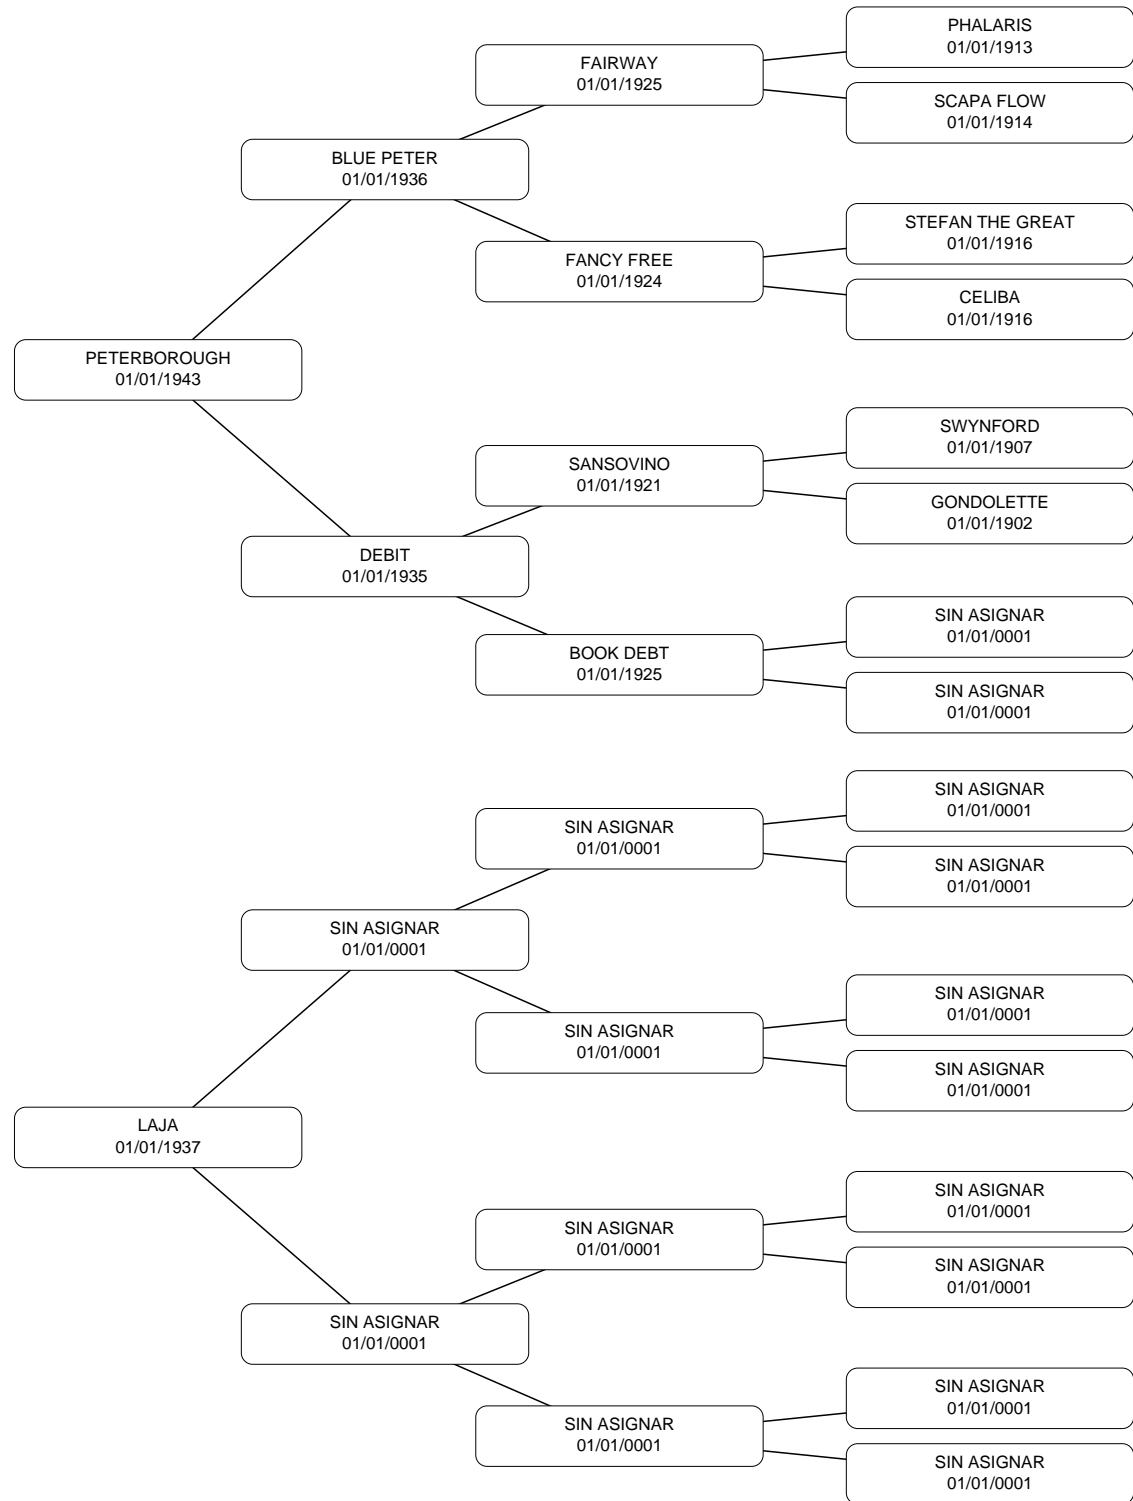 PHALARIS
01/01/1913
FAIRWAY
01/01/1925
SCAPA FLOW
01/01/1914
BLUE PETER
01/01/1936
STEFAN THE GREAT
01/01/1916
FANCY FREE
01/01/1924
CELIBA
01/01/1916
PETERBOROUGH
01/01/1943
SWYNFORD
01/01/1907
SANSOVINO
01/01/1921
GONDOLETTE
01/01/1902
DEBIT
01/01/1935
SIN ASIGNAR
01/01/0001
BOOK DEBT
01/01/1925
SIN ASIGNAR
01/01/0001
SIN ASIGNAR
01/01/0001
SIN ASIGNAR
01/01/0001
SIN ASIGNAR
01/01/0001
SIN ASIGNAR
01/01/0001
SIN ASIGNAR
01/01/0001
SIN ASIGNAR
01/01/0001
SIN ASIGNAR
01/01/0001
LAJA
01/01/1937
SIN ASIGNAR
01/01/0001
SIN ASIGNAR
01/01/0001
SIN ASIGNAR
01/01/0001
SIN ASIGNAR
01/01/0001
SIN ASIGNAR
01/01/0001
SIN ASIGNAR
01/01/0001
SIN ASIGNAR
01/01/0001